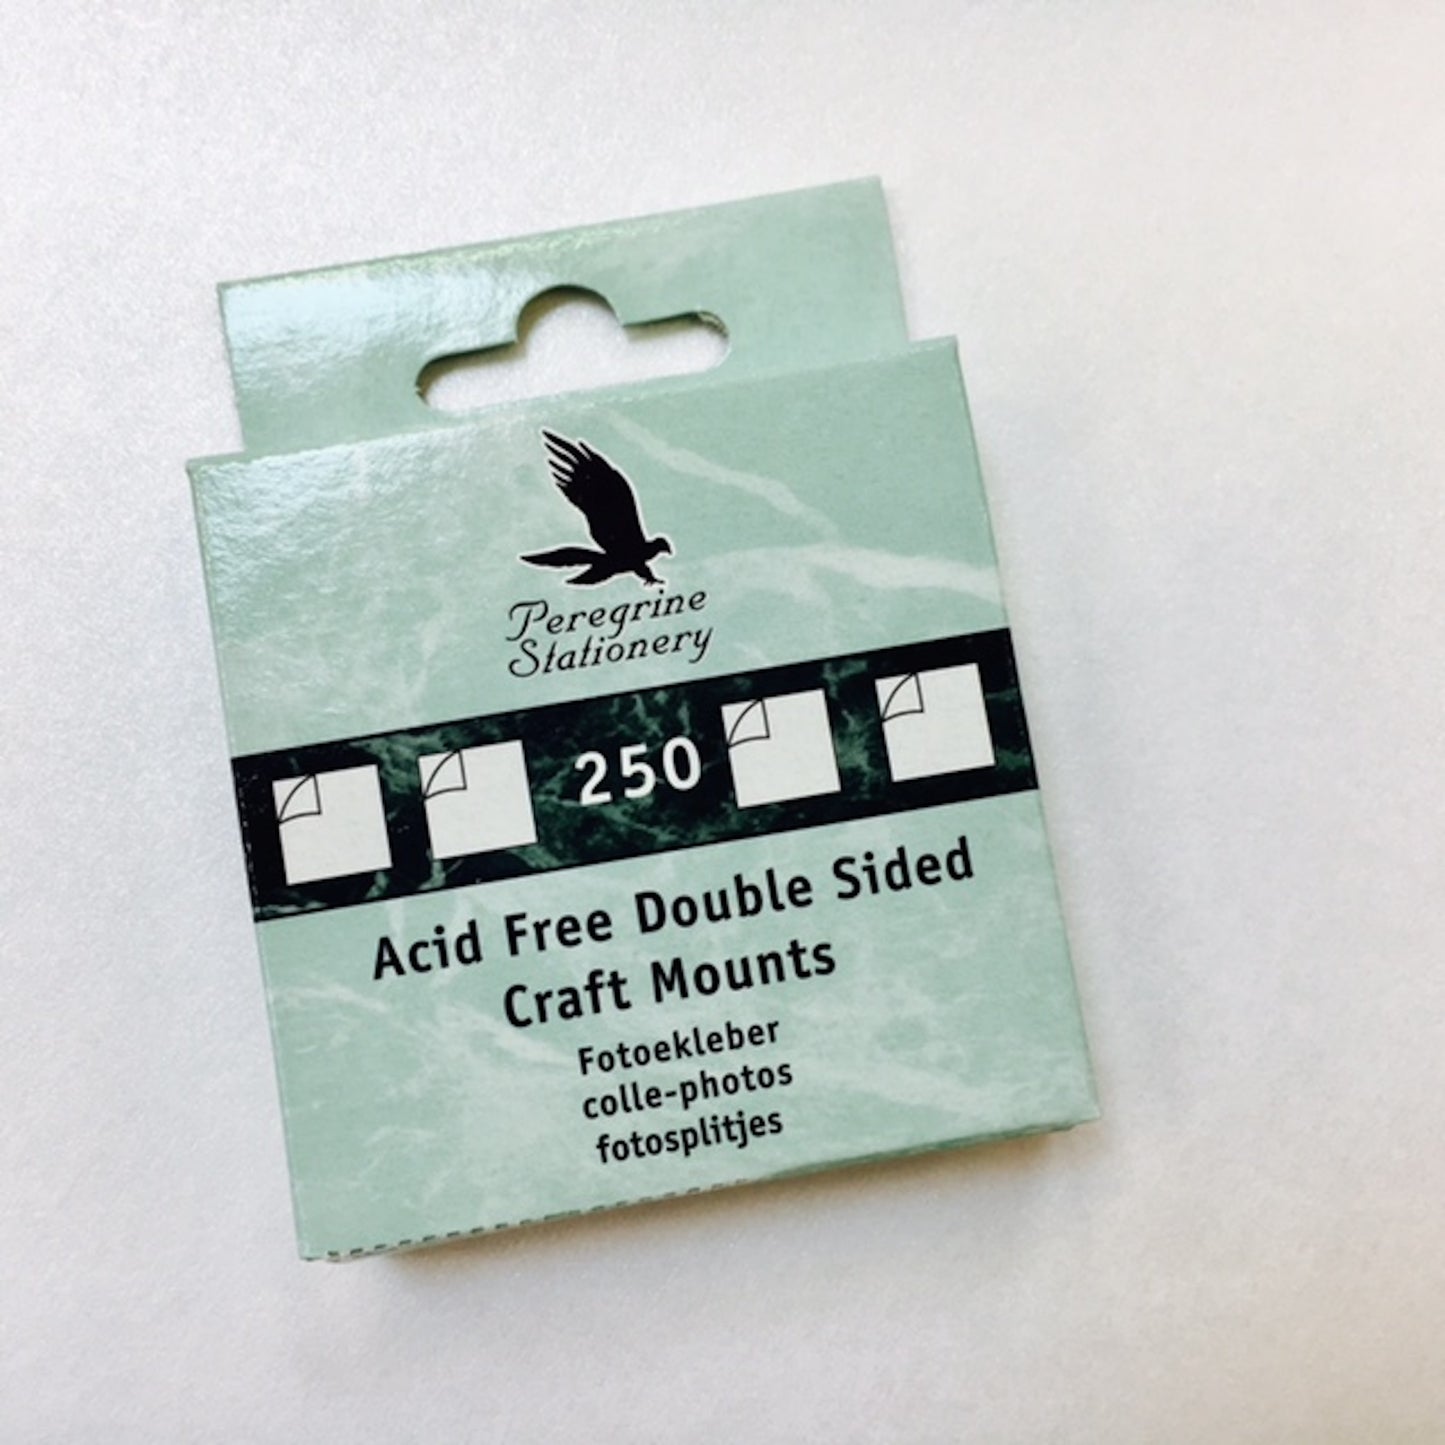 Peregrine
Stationery
250
Acid Free Double Sided
Craft Mounts
Fotoekleber
colle-photos
fotosplitjes